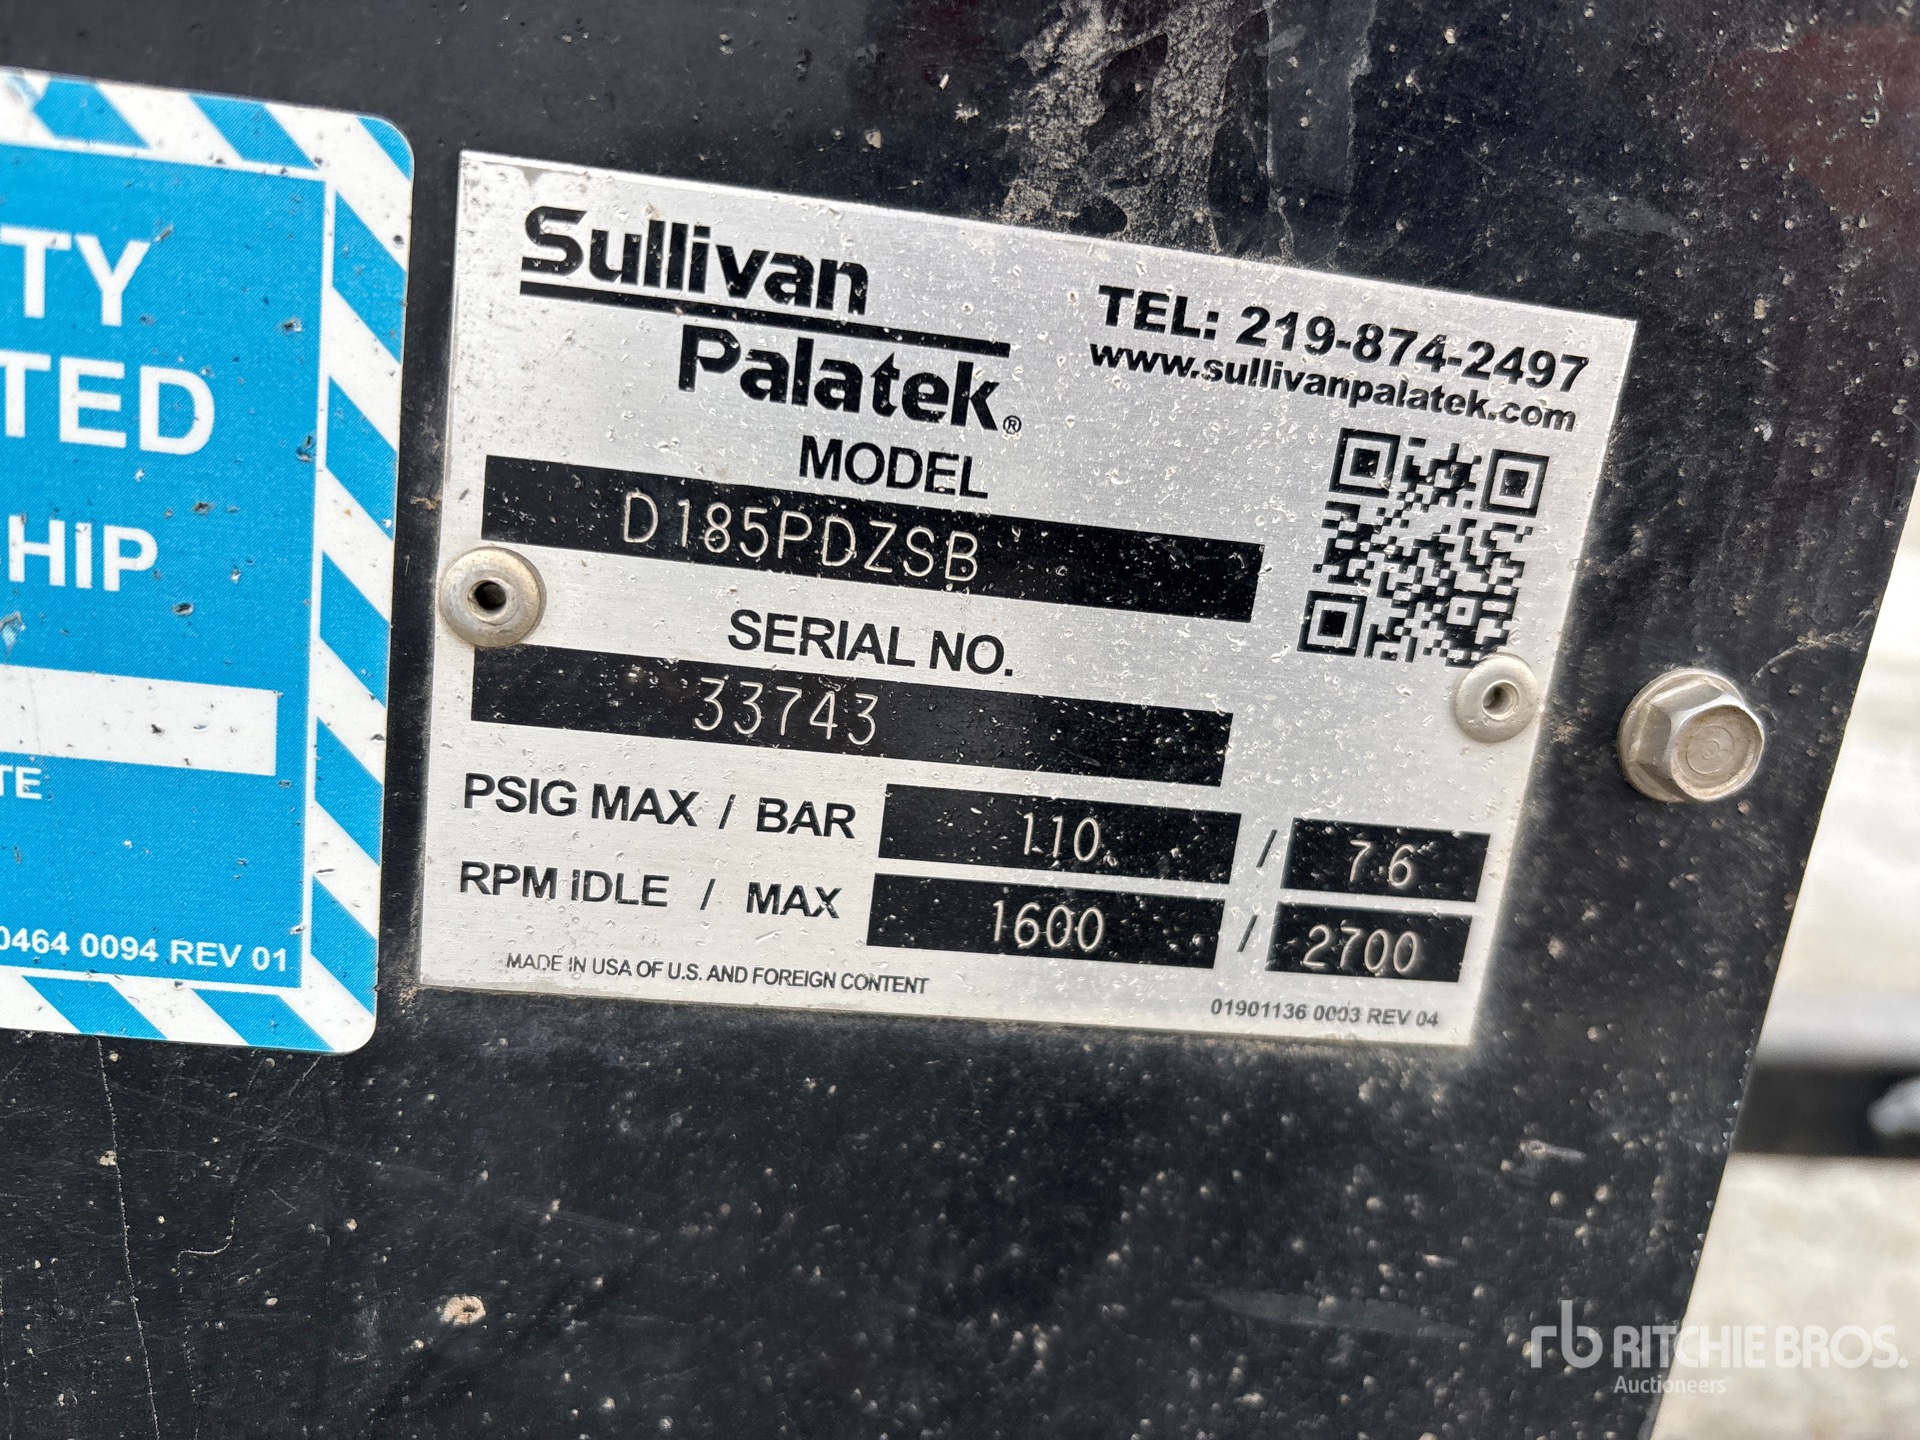 TY
TED
HIP
TE
0464 0094 REV 01
Sullivan
Palatek®
TEL: 219-874-2497
www.sullivanpalatek.com
MODEL
D185PDZSB
SERIAL NO.
33743
PSIG MAX / BAR 110 / 7.6
RPM IDLE / MAX 1600 / 2700
MADE IN USA OF U.S. AND FOREIGN CONTENT
01901136 0003 REV 04
rb RITCHIE BROS.
Auctioneers